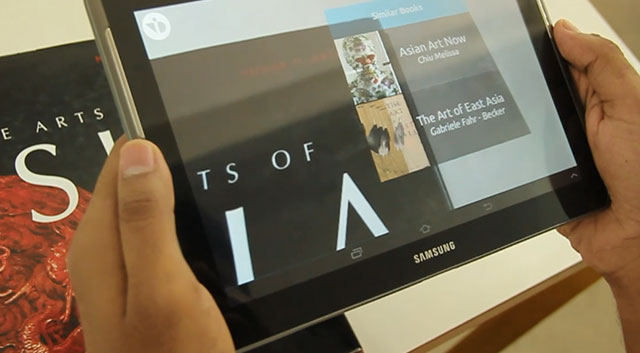 Similar Books
Asian Art Now
Chiu Melissa
The Art of East Asia
Gabriele Fahr - Becker
E ARTS
S
TS OF
I A
SAMSUNG